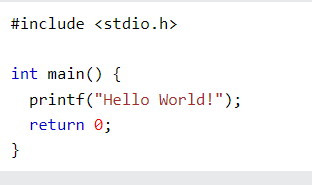 #include <stdio.h>

int main() {
  printf("Hello World!");
  return 0;
}